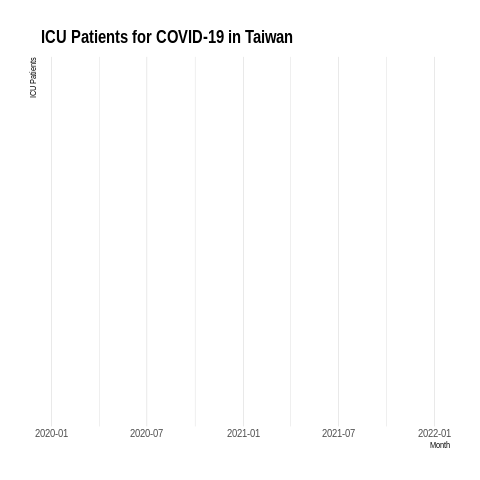 ICU Patients for COVID-19 in Taiwan
ICU Patients
2020-01 2020-07 2021-01 2021-07 2022-01
Month